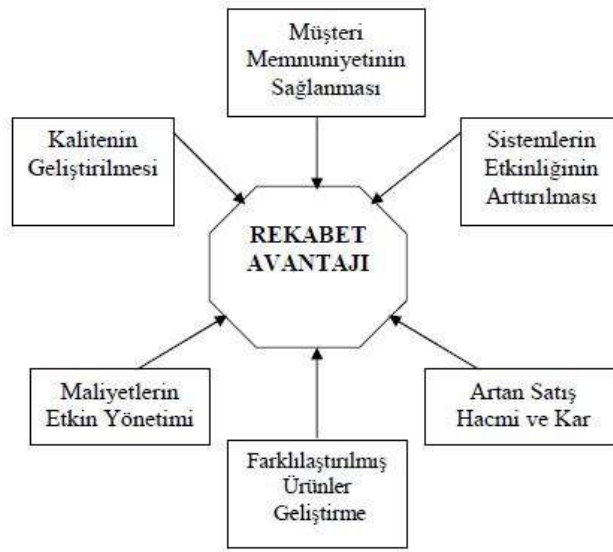 Müşteri
Memnuniyetinin
Sağlanması
Kalitenin
Geliştirilmesi
Sistemlerin
Etkinliğinin
Arttırılması
REKABET
AVANTAJI
Maliyetlerin
Etkin Yönetimi
Artan Satış
Hacmi ve Kar
Farklılaştırılmış
Ürünler
Geliştirme